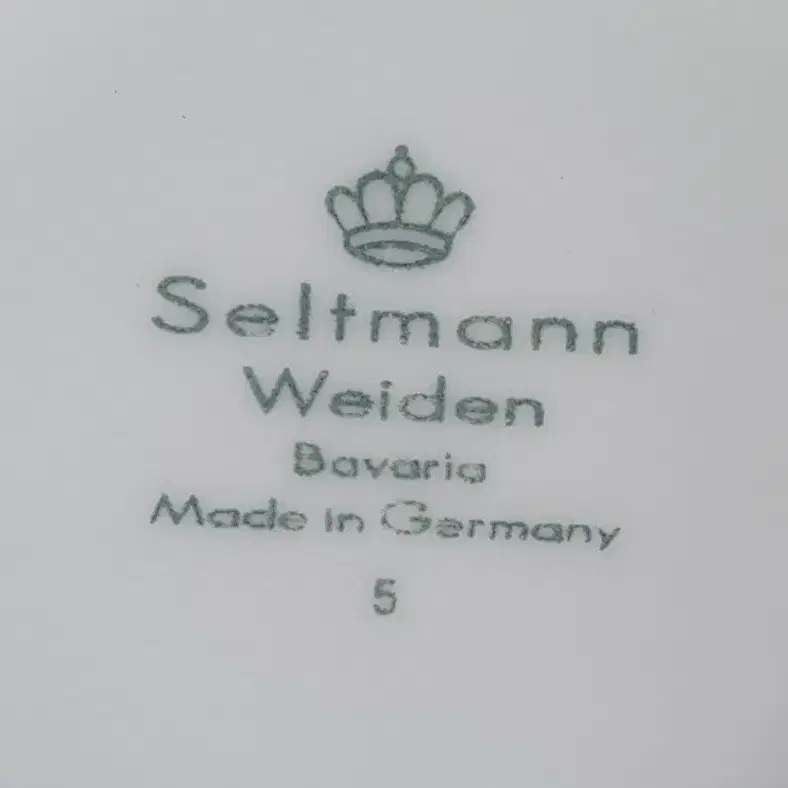 Seltmann
Weiden
Bavaria
Made in Germany
5